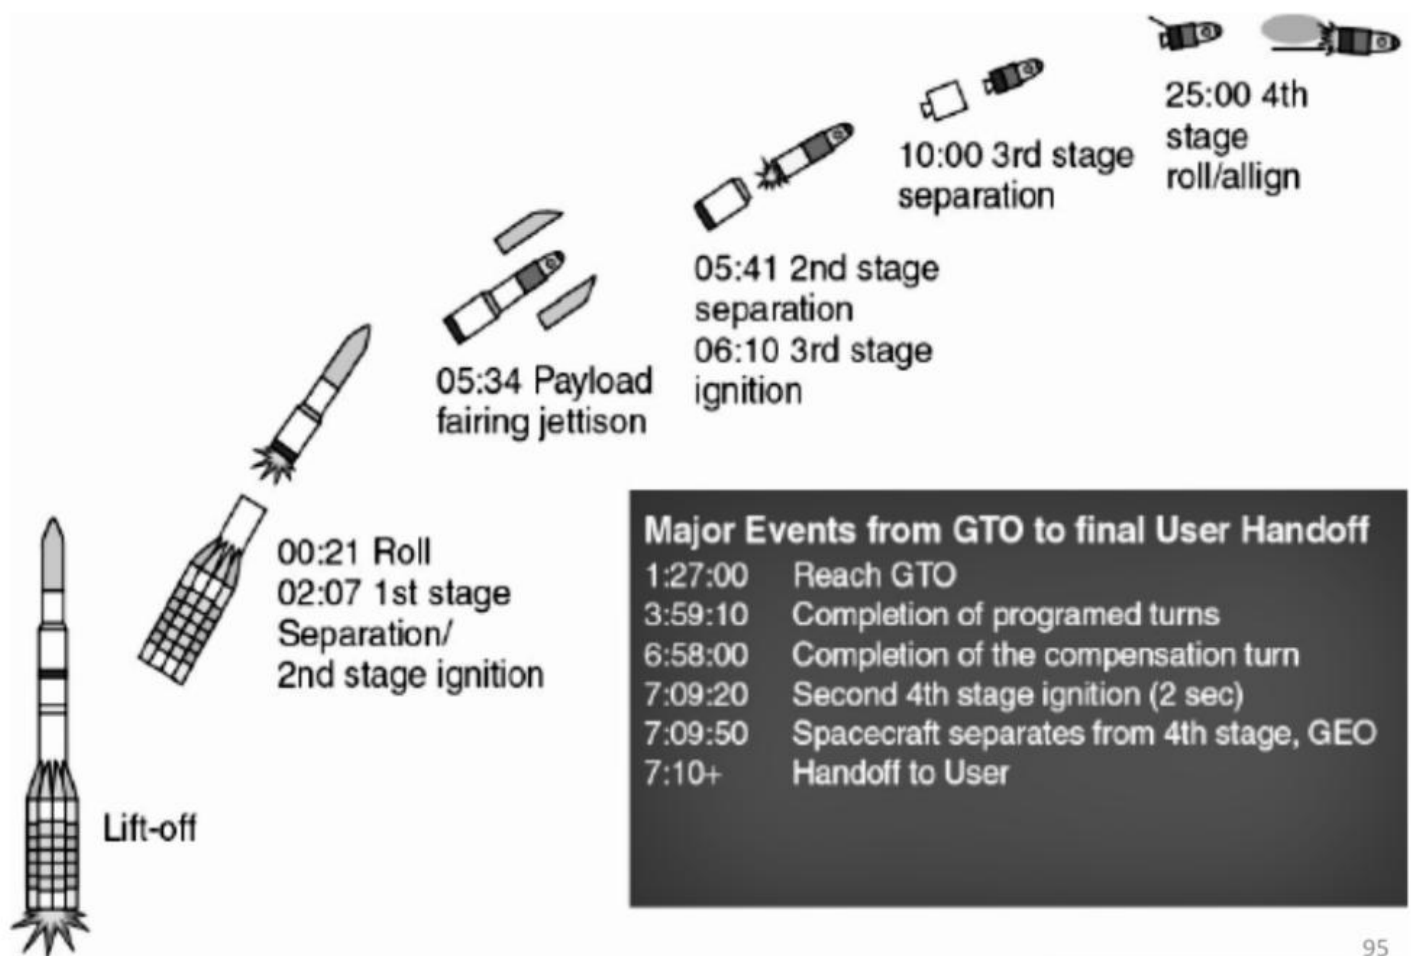 25:00 4th
stage
roll/allign
10:00 3rd stage
separation
05:41 2nd stage
separation
06:10 3rd stage
ignition
05:34 Payload
fairing jettison
00:21 Roll
02:07 1st stage
Separation/
2nd stage ignition
Lift-off
Major Events from GTO to final User Handoff
1:27:00 Reach GTO
3:59:10 Completion of programed turns
6:58:00 Completion of the compensation turn
7:09:20 Second 4th stage ignition (2 sec)
7:09:50 Spacecraft separates from 4th stage, GEO
7:10+ Handoff to User
95